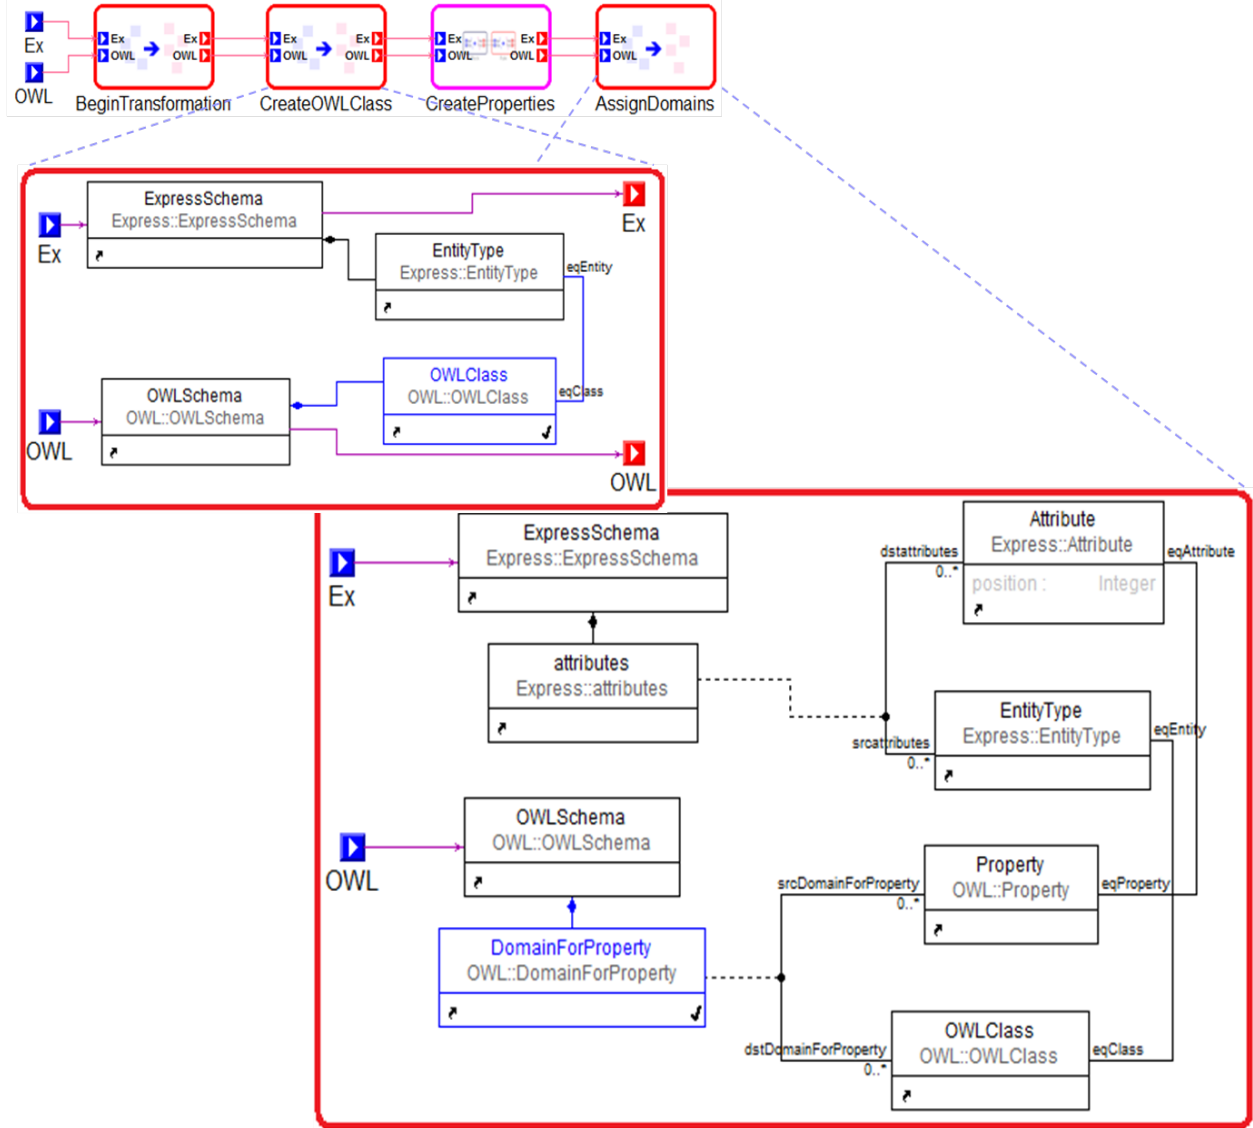 Ex
OWL
Ex Ex
OWL OWL
BeginTransformation
Ex Ex
OWL OWL
CreateOWLClass
Ex Ex
OWL OWL
CreateProperties
Ex
OWL
AssignDomains
Ex
ExpressSchema
Express::ExpressSchema
Ex
EntityType
Express::EntityType
eqEntity
OWLClass
OWL::OWLClass
eqClass
OWL
OWLSchema
OWL::OWLSchema
OWL
Ex
ExpressSchema
Express::ExpressSchema
attributes
Express::attributes
dstattributes
0..*
Attribute
Express::Attribute
position : Integer
eqAttribute
srcattributes
0..*
EntityType
Express::EntityType
eqEntity
OWL
OWLSchema
OWL::OWLSchema
DomainForProperty
OWL::DomainForProperty
srcDomainForProperty
0..*
Property
OWL::Property
eqProperty
dstDomainForProperty
0..*
OWLClass
OWL::OWLClass
eqClass